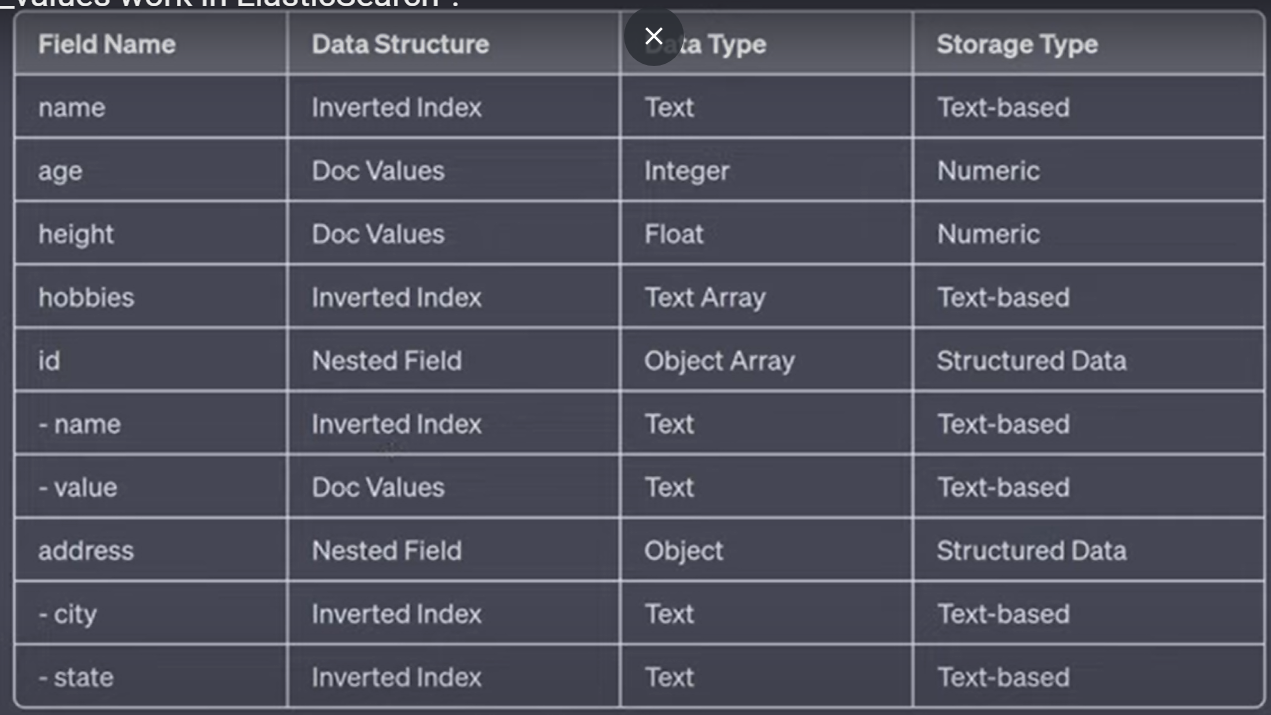 _values work in ElasticSearch".
Field Name Data Structure ta Type Storage Type
name Inverted Index Text Text-based
age Doc Values Integer Numeric
height Doc Values Float Numeric
hobbies Inverted Index Text Array Text-based
id Nested Field Object Array Structured Data
- name Inverted Index Text Text-based
- value Doc Values Text Text-based
address Nested Field Object Structured Data
- city Inverted Index Text Text-based
- state Inverted Index Text Text-based